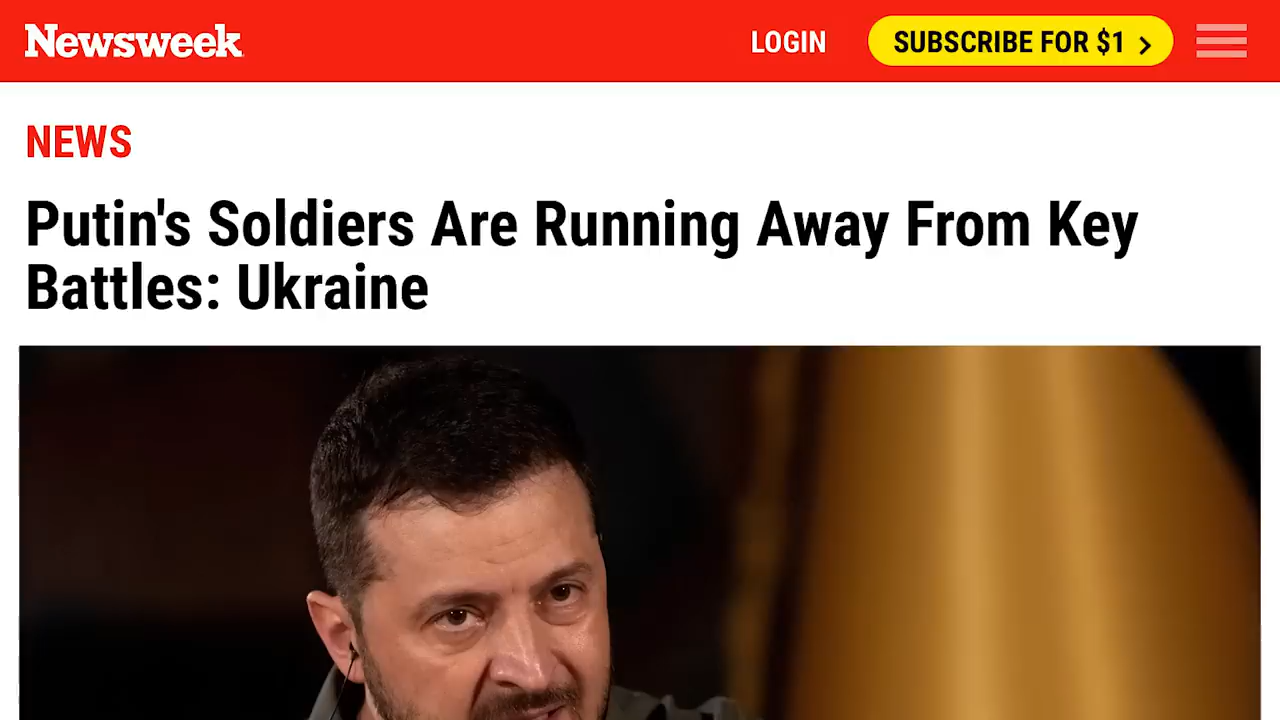 Newsweek
LOGIN
SUBSCRIBE FOR $1
NEWS
Putin's Soldiers Are Running Away From Key
Battles: Ukraine